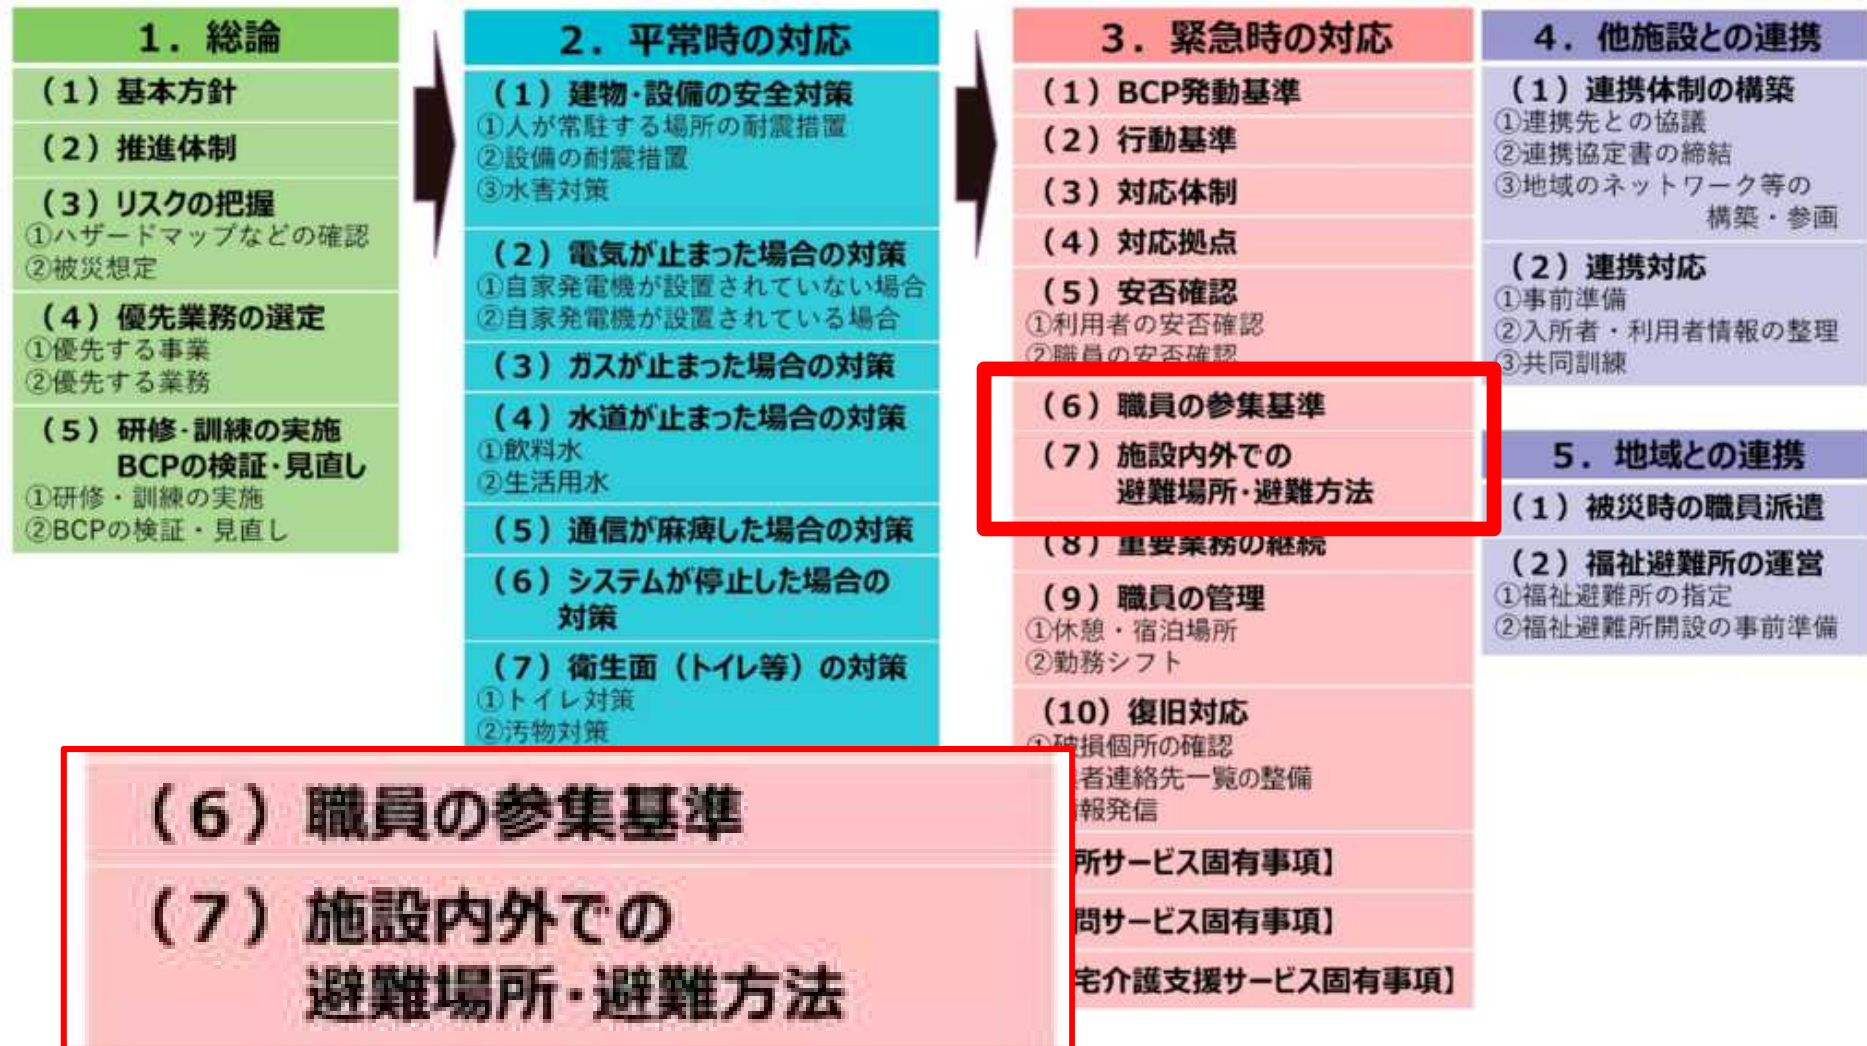 1．総論
（1）基本方針
（2）推進体制
（3）リスクの把握
①ハザードマップなどの確認
②被災想定
（4）優先業務の選定
①優先する事業
②優先する業務
（5）研修・訓練の実施
BCPの検証・見直し
①研修・訓練の実施
②BCPの検証・見直し
2．平常時の対応
（1）建物・設備の安全対策
①人が常駐する場所の耐震措置
②設備の耐震措置
③水害対策
（2）電気が止まった場合の対策
①自家発電機が設置されていない場合
②自家発電機が設置されている場合
（3）ガスが止まった場合の対策
（4）水道が止まった場合の対策
①飲料水
②生活用水
（5）通信が麻痺した場合の対策
（6）システムが停止した場合の
対策
（7）衛生面（トイレ等）の対策
①トイレ対策
②汚物対策
3．緊急時の対応
（1）BCP発動基準
（2）行動基準
（3）対応体制
（4）対応拠点
（5）安否確認
①利用者の安否確認
②職員の安否確認
（6）職員の参集基準
（7）施設内外での
避難場所・避難方法
（8）重要業務の継続
（9）職員の管理
①休憩・宿泊場所
②勤務シフト
（10）復旧対応
①破損個所の確認
者連絡先一覧の整備
報発信
所サービス固有事項】
問サービス固有事項】
宅介護支援サービス固有事項】
4．他施設との連携
（1）連携体制の構築
①連携先との協議
②連携協定書の締結
③地域のネットワーク等の
構築・参画
（2）連携対応
①事前準備
②入所者・利用者情報の整理
③共同訓練
5．地域との連携
（1）被災時の職員派遣
（2）福祉避難所の運営
①福祉避難所の指定
②福祉避難所開設の事前準備
（6）職員の参集基準
（7）施設内外での
避難場所・避難方法